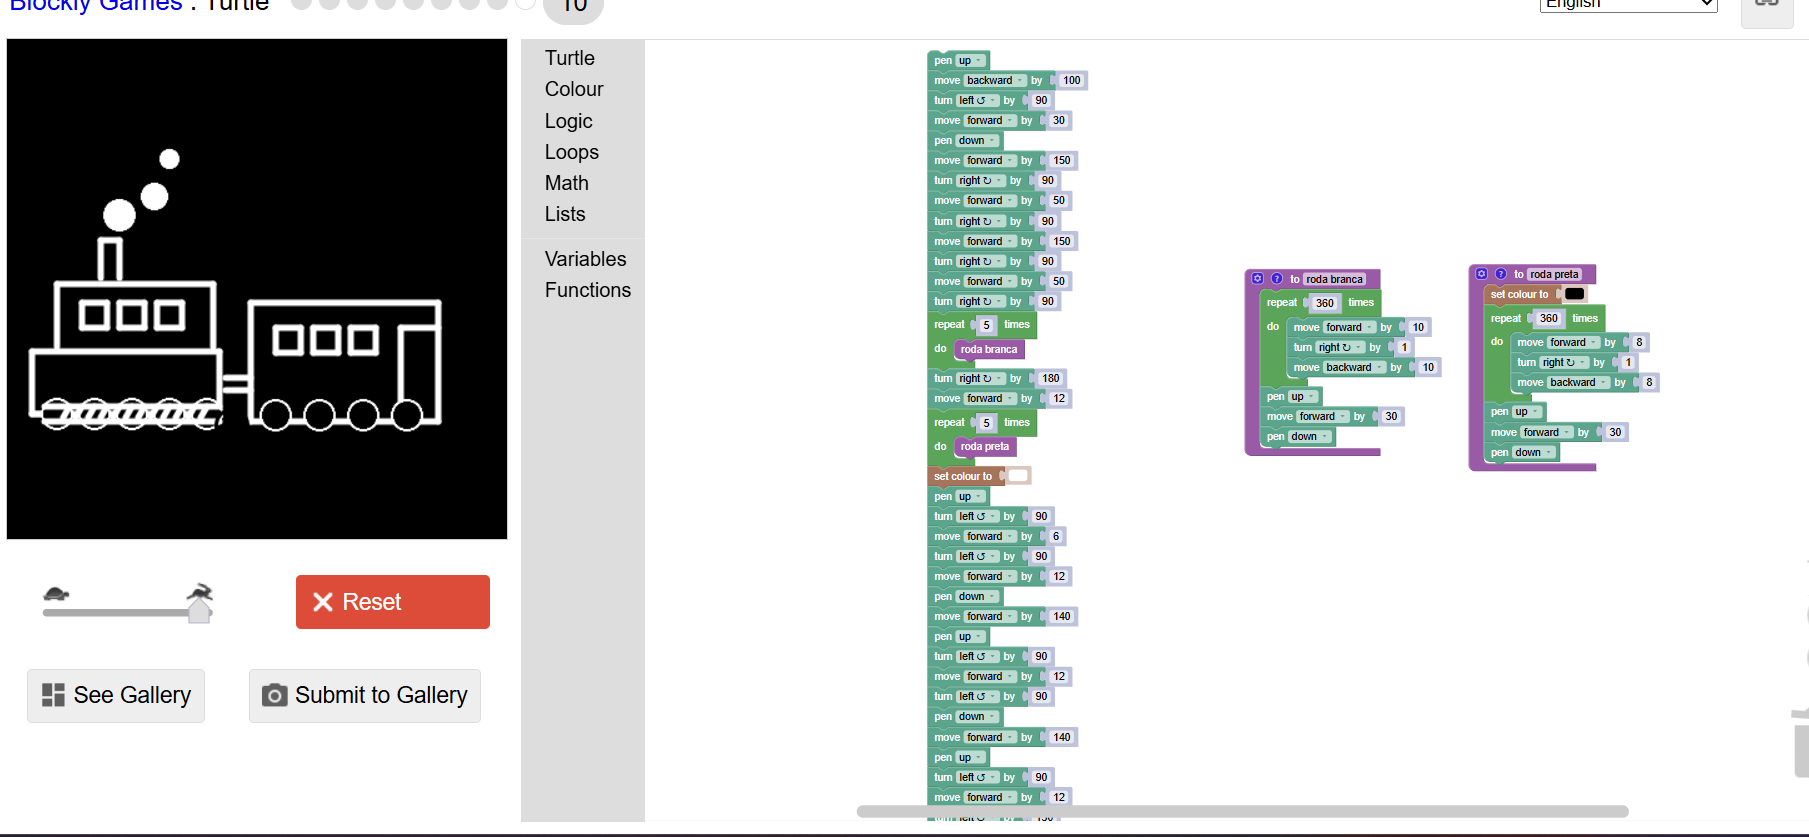 Blockly Games : Turtle 10 English
Turtle
Colour
Logic
Loops
Math
Lists
Variables
Functions
pen up
move backward by 100
turn left ↺ by 90
move forward by 30
pen down
move forward by 150
turn right ↻ by 90
move forward by 50
turn right ↻ by 90
move forward by 150
turn right ↻ by 90
move forward by 50
turn right ↻ by 90
repeat 5 times
do roda branca
turn right ↻ by 180
move forward by 12
repeat 5 times
do roda preta
set colour to
pen up
turn left ↺ by 90
move forward by 6
turn left ↺ by 90
move forward by 12
pen down
move forward by 140
pen up
turn left ↺ by 90
move forward by 12
turn left ↺ by 90
pen down
move forward by 140
pen up
turn left ↺ by 90
move forward by 12
to roda branca
repeat 360 times
do move forward by 10
turn right ↻ by 1
move backward by 10
pen up
move forward by 30
pen down
to roda preta
set colour to
repeat 360 times
do move forward by 8
turn right ↻ by 1
move backward by 8
pen up
move forward by 30
pen down
Reset
See Gallery
Submit to Gallery